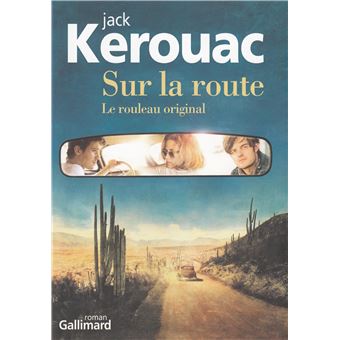 jack
Kerouac
Sur la route
Le rouleau original
roman
Gallimard